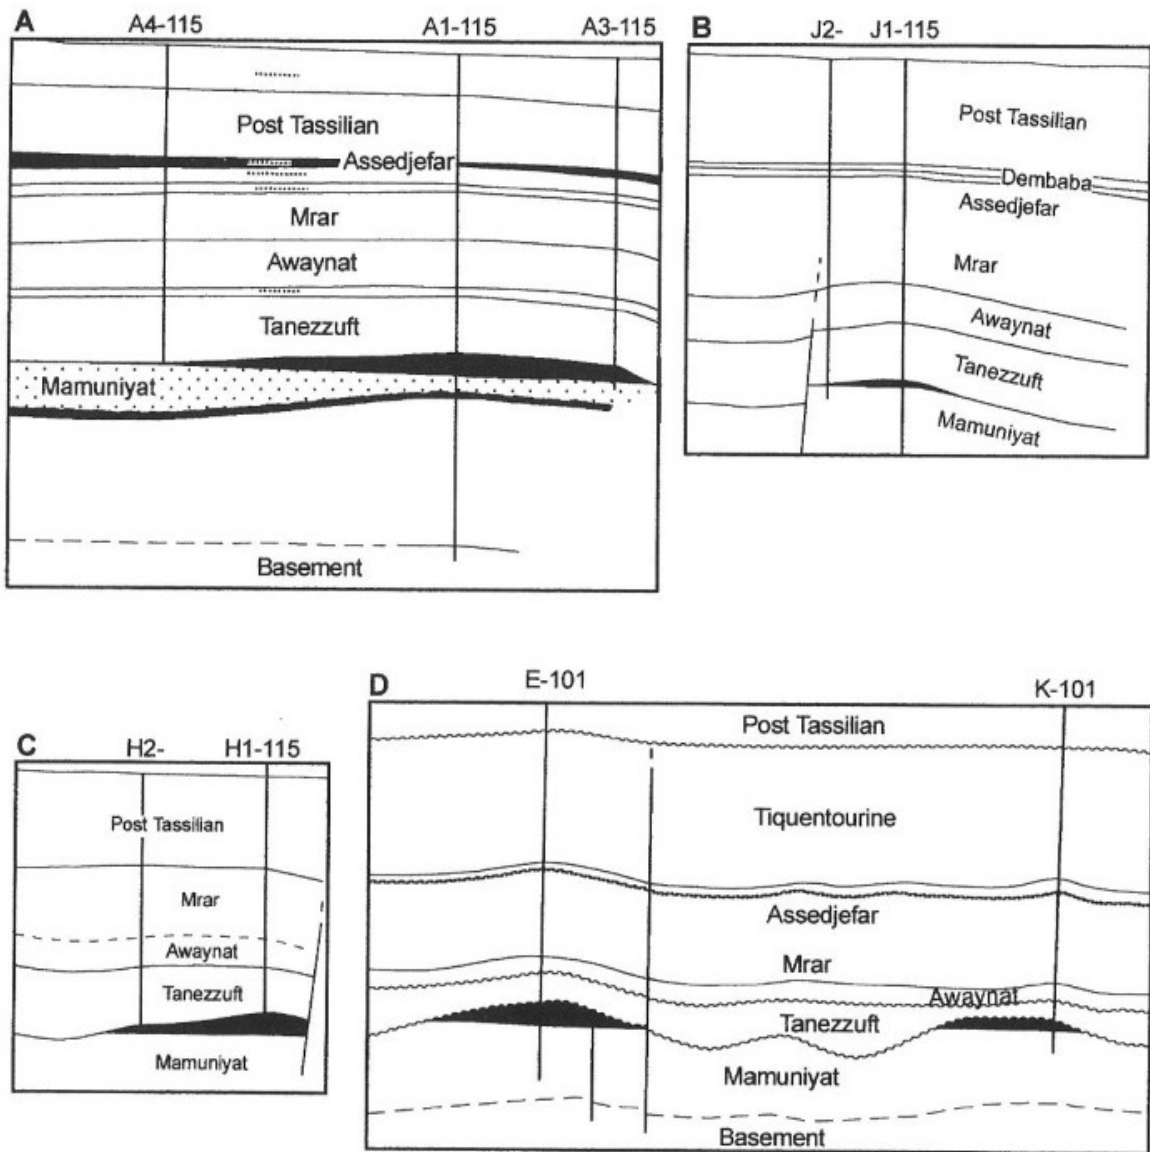 A
A4-115 A1-115 A3-115
Post Tassilian
Assedjefar
Mrar
Awaynat
Tanezzuft
Mamuniyat
Basement
B
J2- J1-115
Post Tassilian
Dembaba
Assedjefar
Mrar
Awaynat
Tanezzuft
Mamuniyat
C
H2- H1-115
Post Tassilian
Mrar
Awaynat
Tanezzuft
Mamuniyat
D
E-101 K-101
Post Tassilian
Tiquentourine
Assedjefar
Mrar
Awaynat
Tanezzuft
Mamuniyat
Basement